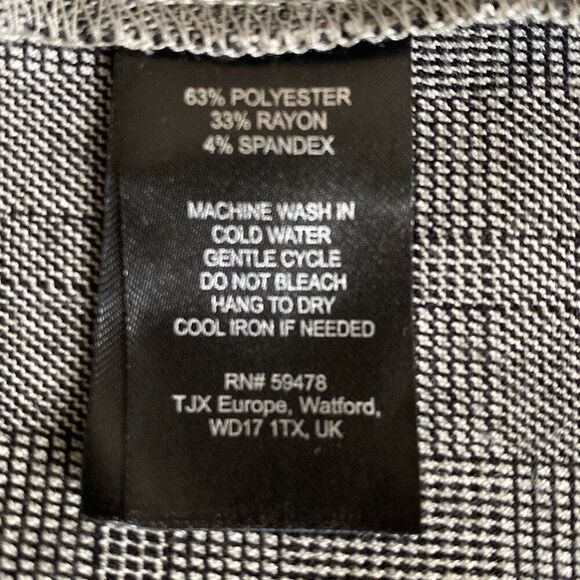 63% POLYESTER
33% RAYON
4% SPANDEX
MACHINE WASH IN
COLD WATER
GENTLE CYCLE
DO NOT BLEACH
HANG TO DRY
COOL IRON IF NEEDED
RN# 59478
TJX Europe, Watford,
WD17 1TX, UK